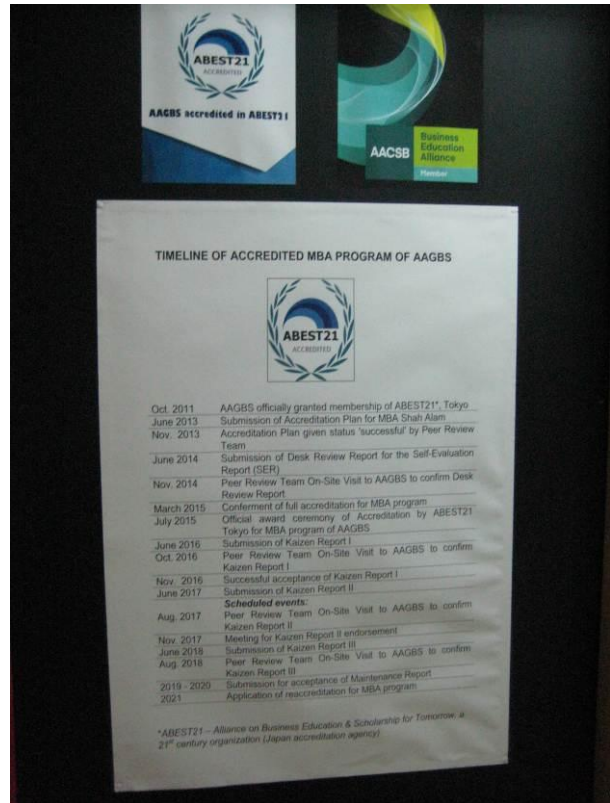 ABEST21
ACCREDITED
AAGBS accredited in ABEST21
AACSB
Business
Education
Alliance
Member
TIMELINE OF ACCREDITED MBA PROGRAM OF AAGBS
ABEST21
ACCREDITED
Oct. 2011 AAGBS officially granted membership of ABEST21*, Tokyo
June 2013 Submission of Accreditation Plan for MBA Shah Alam
Nov. 2013 Accreditation Plan given status 'successful' by Peer Review
Team
June 2014 Submission of Desk Review Report for the Self-Evaluation
Report (SER)
Nov. 2014 Peer Review Team On-Site Visit to AAGBS to confirm Desk
Review Report
March 2015 Conferment of full accreditation for MBA program
July 2015 Official award ceremony of Accreditation by ABEST21
Tokyo for MBA program of AAGBS
June 2016 Submission of Kaizen Report I
Oct. 2016 Peer Review Team On-Site Visit to AAGBS to confirm
Kaizen Report I
Nov. 2016 Successful acceptance of Kaizen Report I
June 2017 Submission of Kaizen Report II
Scheduled events:
Aug. 2017 Peer Review Team On-Site Visit to AAGBS to confirm
Kaizen Report II
Nov. 2017 Meeting for Kaizen Report II endorsement
June 2018 Submission of Kaizen Report III
Aug. 2018 Peer Review Team On-Site Visit to AAGBS to confirm
Kaizen Report III
2019 - 2020 Submission for acceptance of Maintenance Report
2021 Application of reaccreditation for MBA program
*ABEST21 – Alliance on Business Education & Scholarship for Tomorrow, a
21st century organization (Japan accreditation agency)